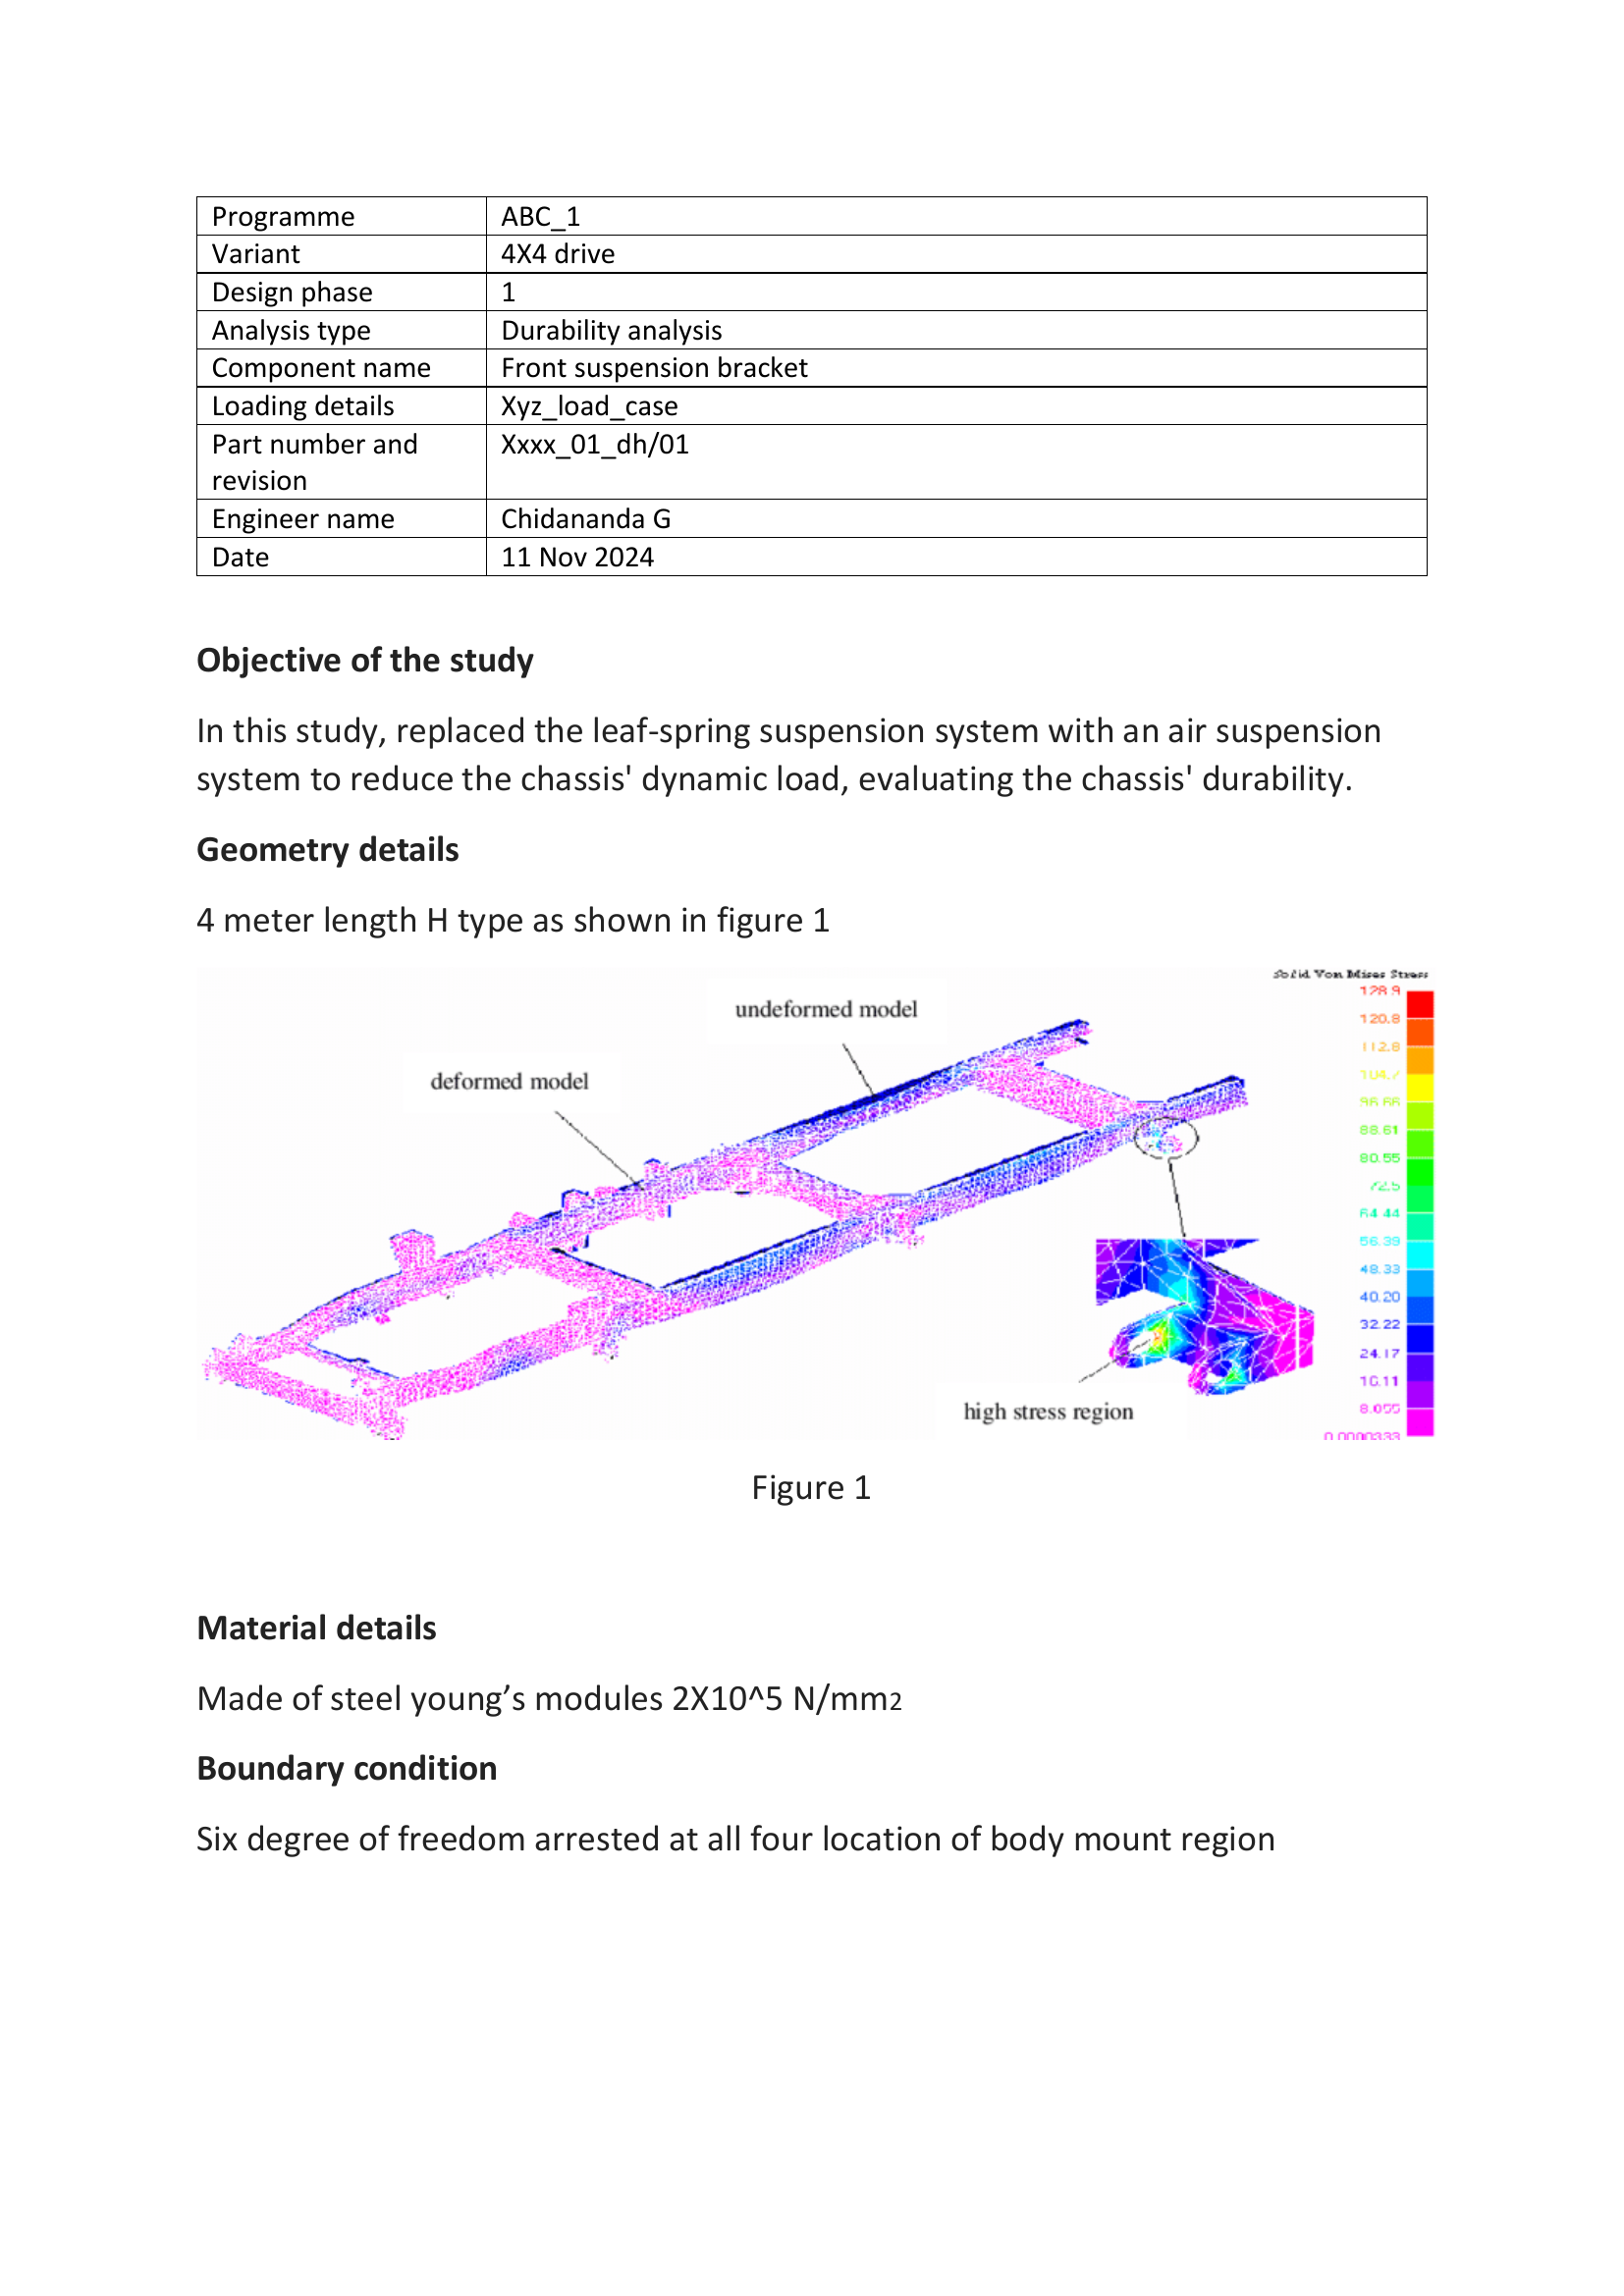 Programme ABC_1
Variant 4X4 drive
Design phase 1
Analysis type Durability analysis
Component name Front suspension bracket
Loading details Xyz_load_case
Part number and Xxxx_01_dh/01
revision
Engineer name Chidananda G
Date 11 Nov 2024
Objective of the study
In this study, replaced the leaf-spring suspension system with an air suspension
system to reduce the chassis' dynamic load, evaluating the chassis' durability.
Geometry details
4 meter length H type as shown in figure 1
Solid Von Mises Stress
undeformed model
deformed model
high stress region
128.9
120.8
112.8
104.7
96.66
88.61
80.55
72.5
64.44
56.39
48.33
32.22
24.17
8.055
Figure 1
Material details
Made of steel young’s modules 2X10^5 N/mm2
Boundary condition
Six degree of freedom arrested at all four location of body mount region